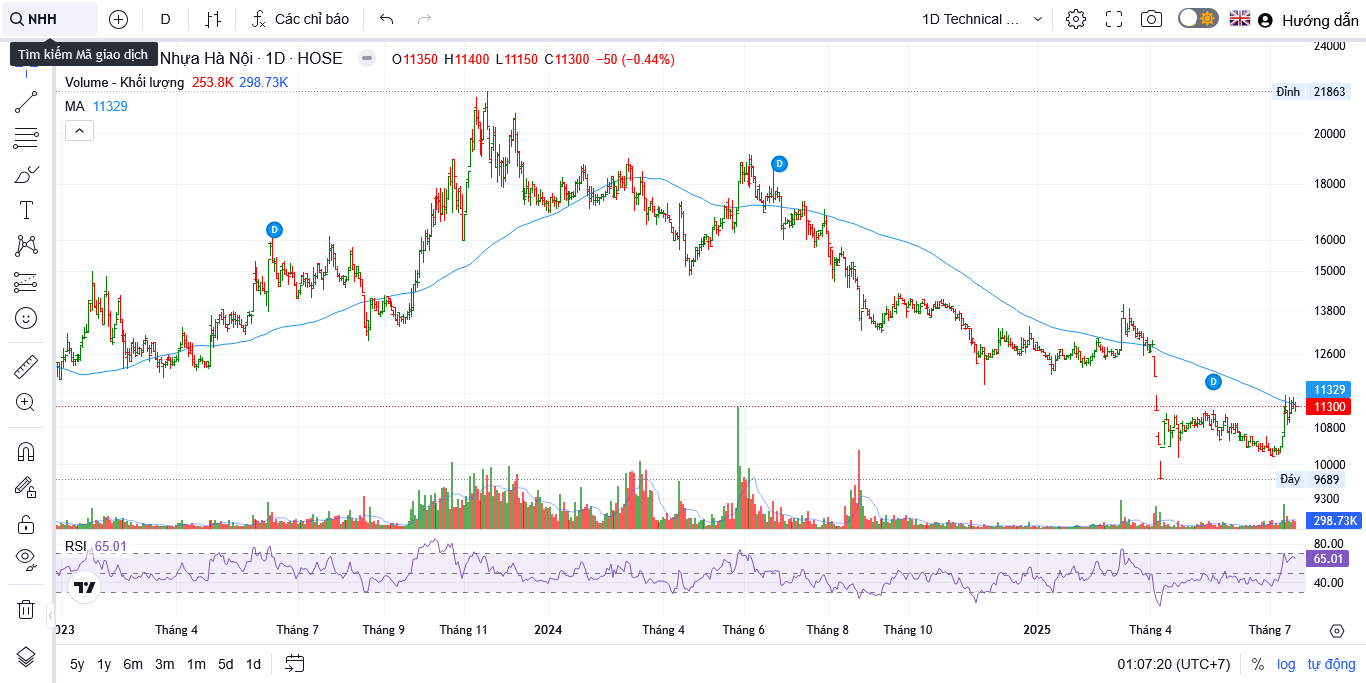 NHH
D
Các chỉ báo
1D Technical ...
Hướng dẫn
Tìm kiếm Mã giao dịch
Nhựa Hà Nội · 1D · HOSE
O11350 H11400 L11150 C11300 −50 (−0.44%)
Volume - Khối lượng 253.8K 298.73K
MA 11329
24000
Đỉnh 21863
20000
18000
16000
15000
13800
12600
11329
11300
10800
10000
Đáy 9689
9300
298.73K
D
D
D
RSI 65.01
80.00
65.01
40.00
023 Tháng 4 Tháng 7 Tháng 9 Tháng 11 2024 Tháng 4 Tháng 6 Tháng 8 Tháng 10 2025 Tháng 4 Tháng 7
5y 1y 6m 3m 1m 5d 1d
01:07:20 (UTC+7) % log tự động